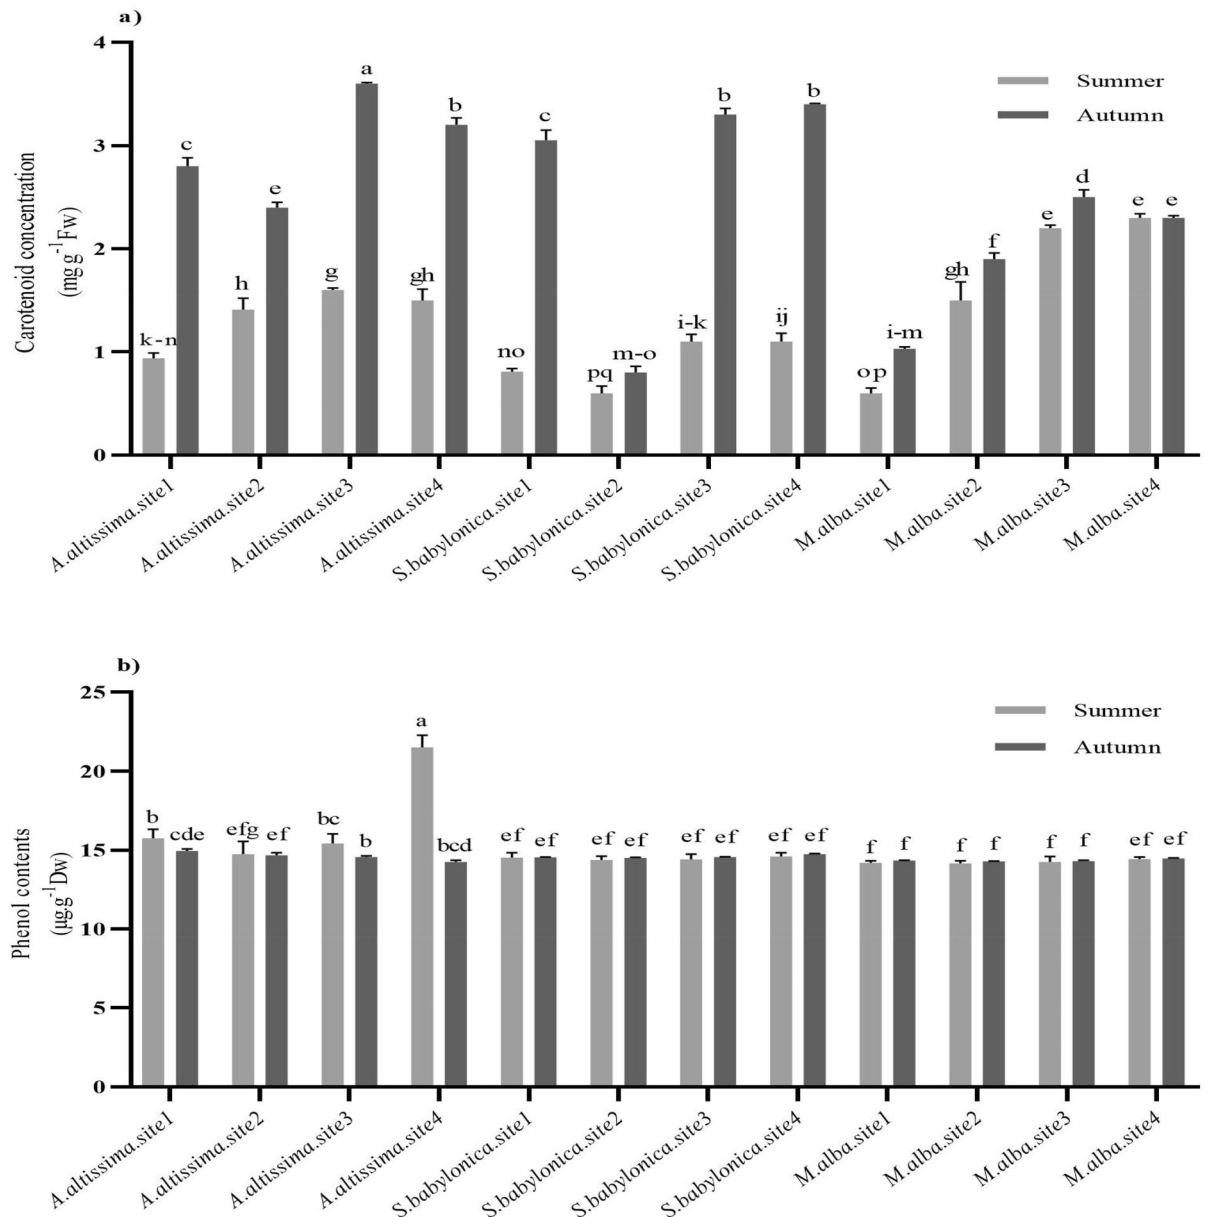 a)
4
3
2
1
0
Carotenoid concentration
(mg g⁻¹Fw)
Summer
Autumn
k-n c h e g a gh b no c pq m-o i-k b ij b op i-m gh f e d e e
A.altissima.site1
A.altissima.site2
A.altissima.site3
A.altissima.site4
S.babylonica.site1
S.babylonica.site2
S.babylonica.site3
S.babylonica.site4
M.alba.site1
M.alba.site2
M.alba.site3
M.alba.site4
b)
25
20
15
10
5
0
Phenol contents
(µg.g⁻¹Dw)
Summer
Autumn
b cde efg ef bc b a bcd ef ef ef ef ef ef ef ef f f f f f f ef ef
A.altissima.site1
A.altissima.site2
A.altissima.site3
A.altissima.site4
S.babylonica.site1
S.babylonica.site2
S.babylonica.site3
S.babylonica.site4
M.alba.site1
M.alba.site2
M.alba.site3
M.alba.site4